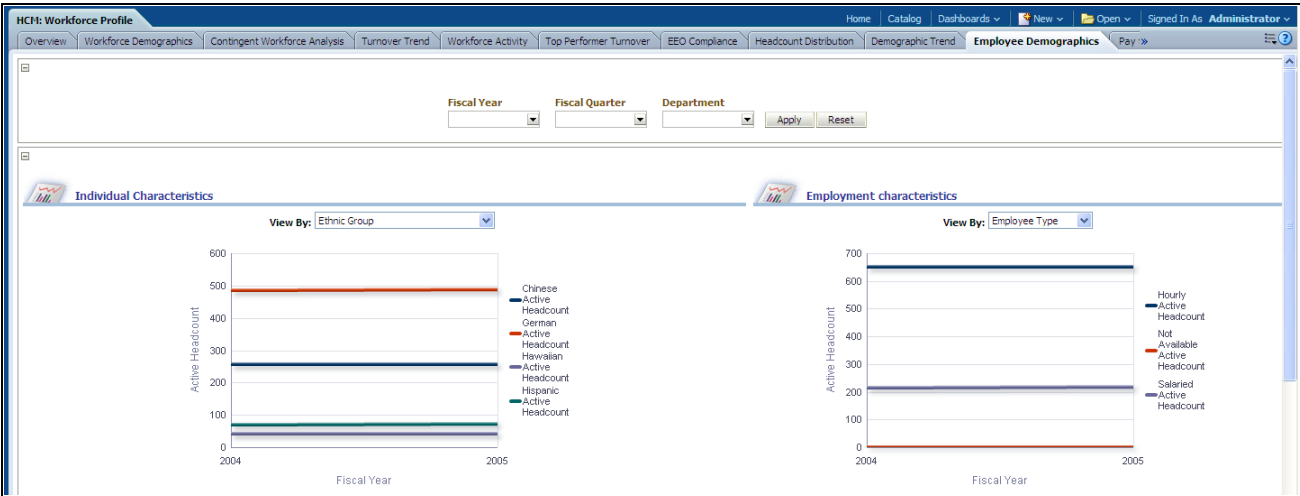 HCM: Workforce Profile
Home Catalog Dashboards New Open Signed In As Administrator
Overview Workforce Demographics Contingent Workforce Analysis Turnover Trend Workforce Activity Top Performer Turnover EEO Compliance Headcount Distribution Demographic Trend Employee Demographics Pay »
Fiscal Year Fiscal Quarter Department
Apply Reset
Individual Characteristics
View By: Ethnic Group
600
500
400
300
200
100
0
Active Headcount
2004 2005
Fiscal Year
Chinese
Active
Headcount
German
Active
Headcount
Hawaiian
Active
Headcount
Hispanic
Active
Headcount
Employment characteristics
View By: Employee Type
700
600
500
400
300
200
100
0
Active Headcount
2004 2005
Fiscal Year
Hourly
Active
Headcount
Not
Available
Active
Headcount
Salaried
Active
Headcount